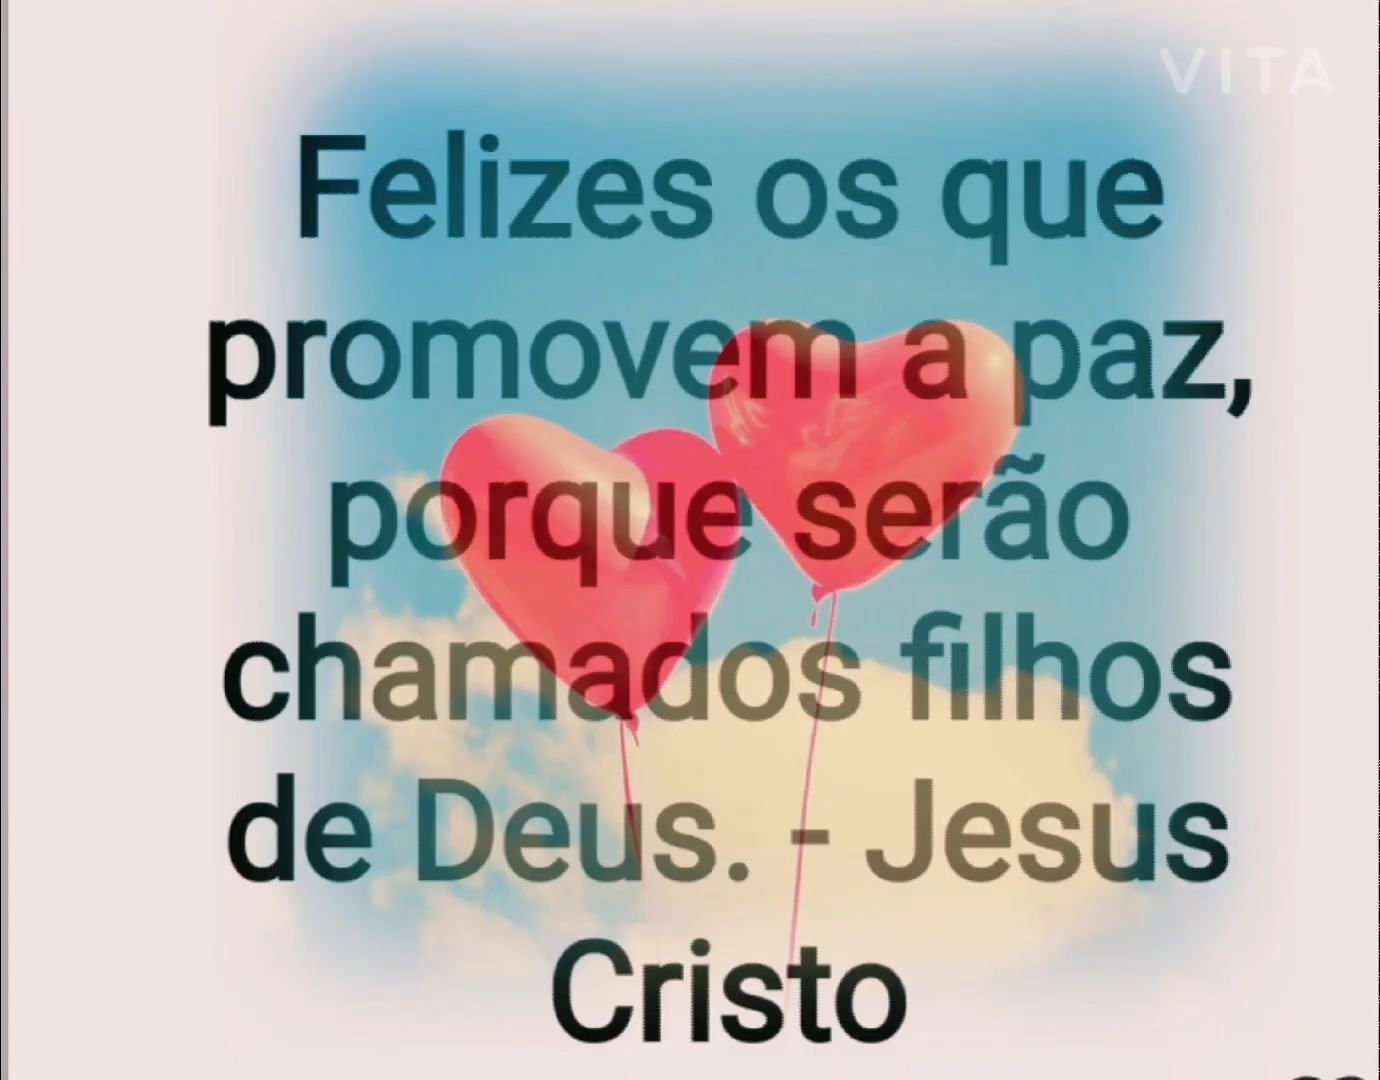 VITA
Felizes os que
promovem a paz,
porque serão
chamados filhos
de Deus. - Jesus
Cristo